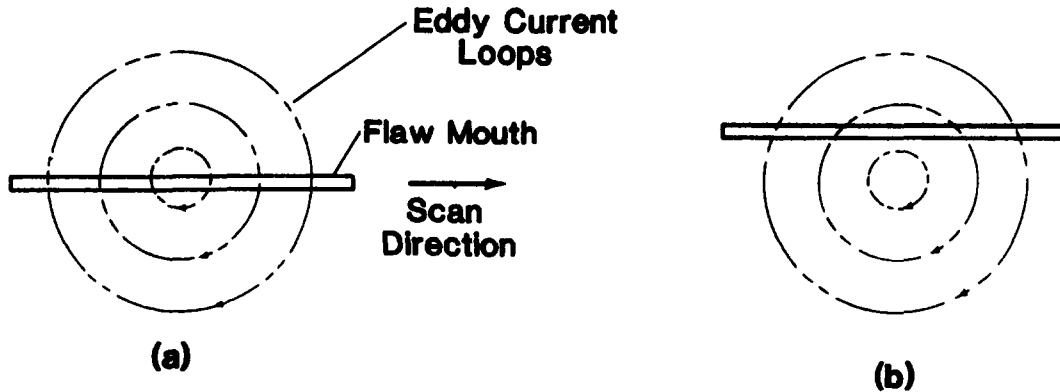 Eddy Current
Loops
Flaw Mouth
Scan
Direction
(a)
(b)